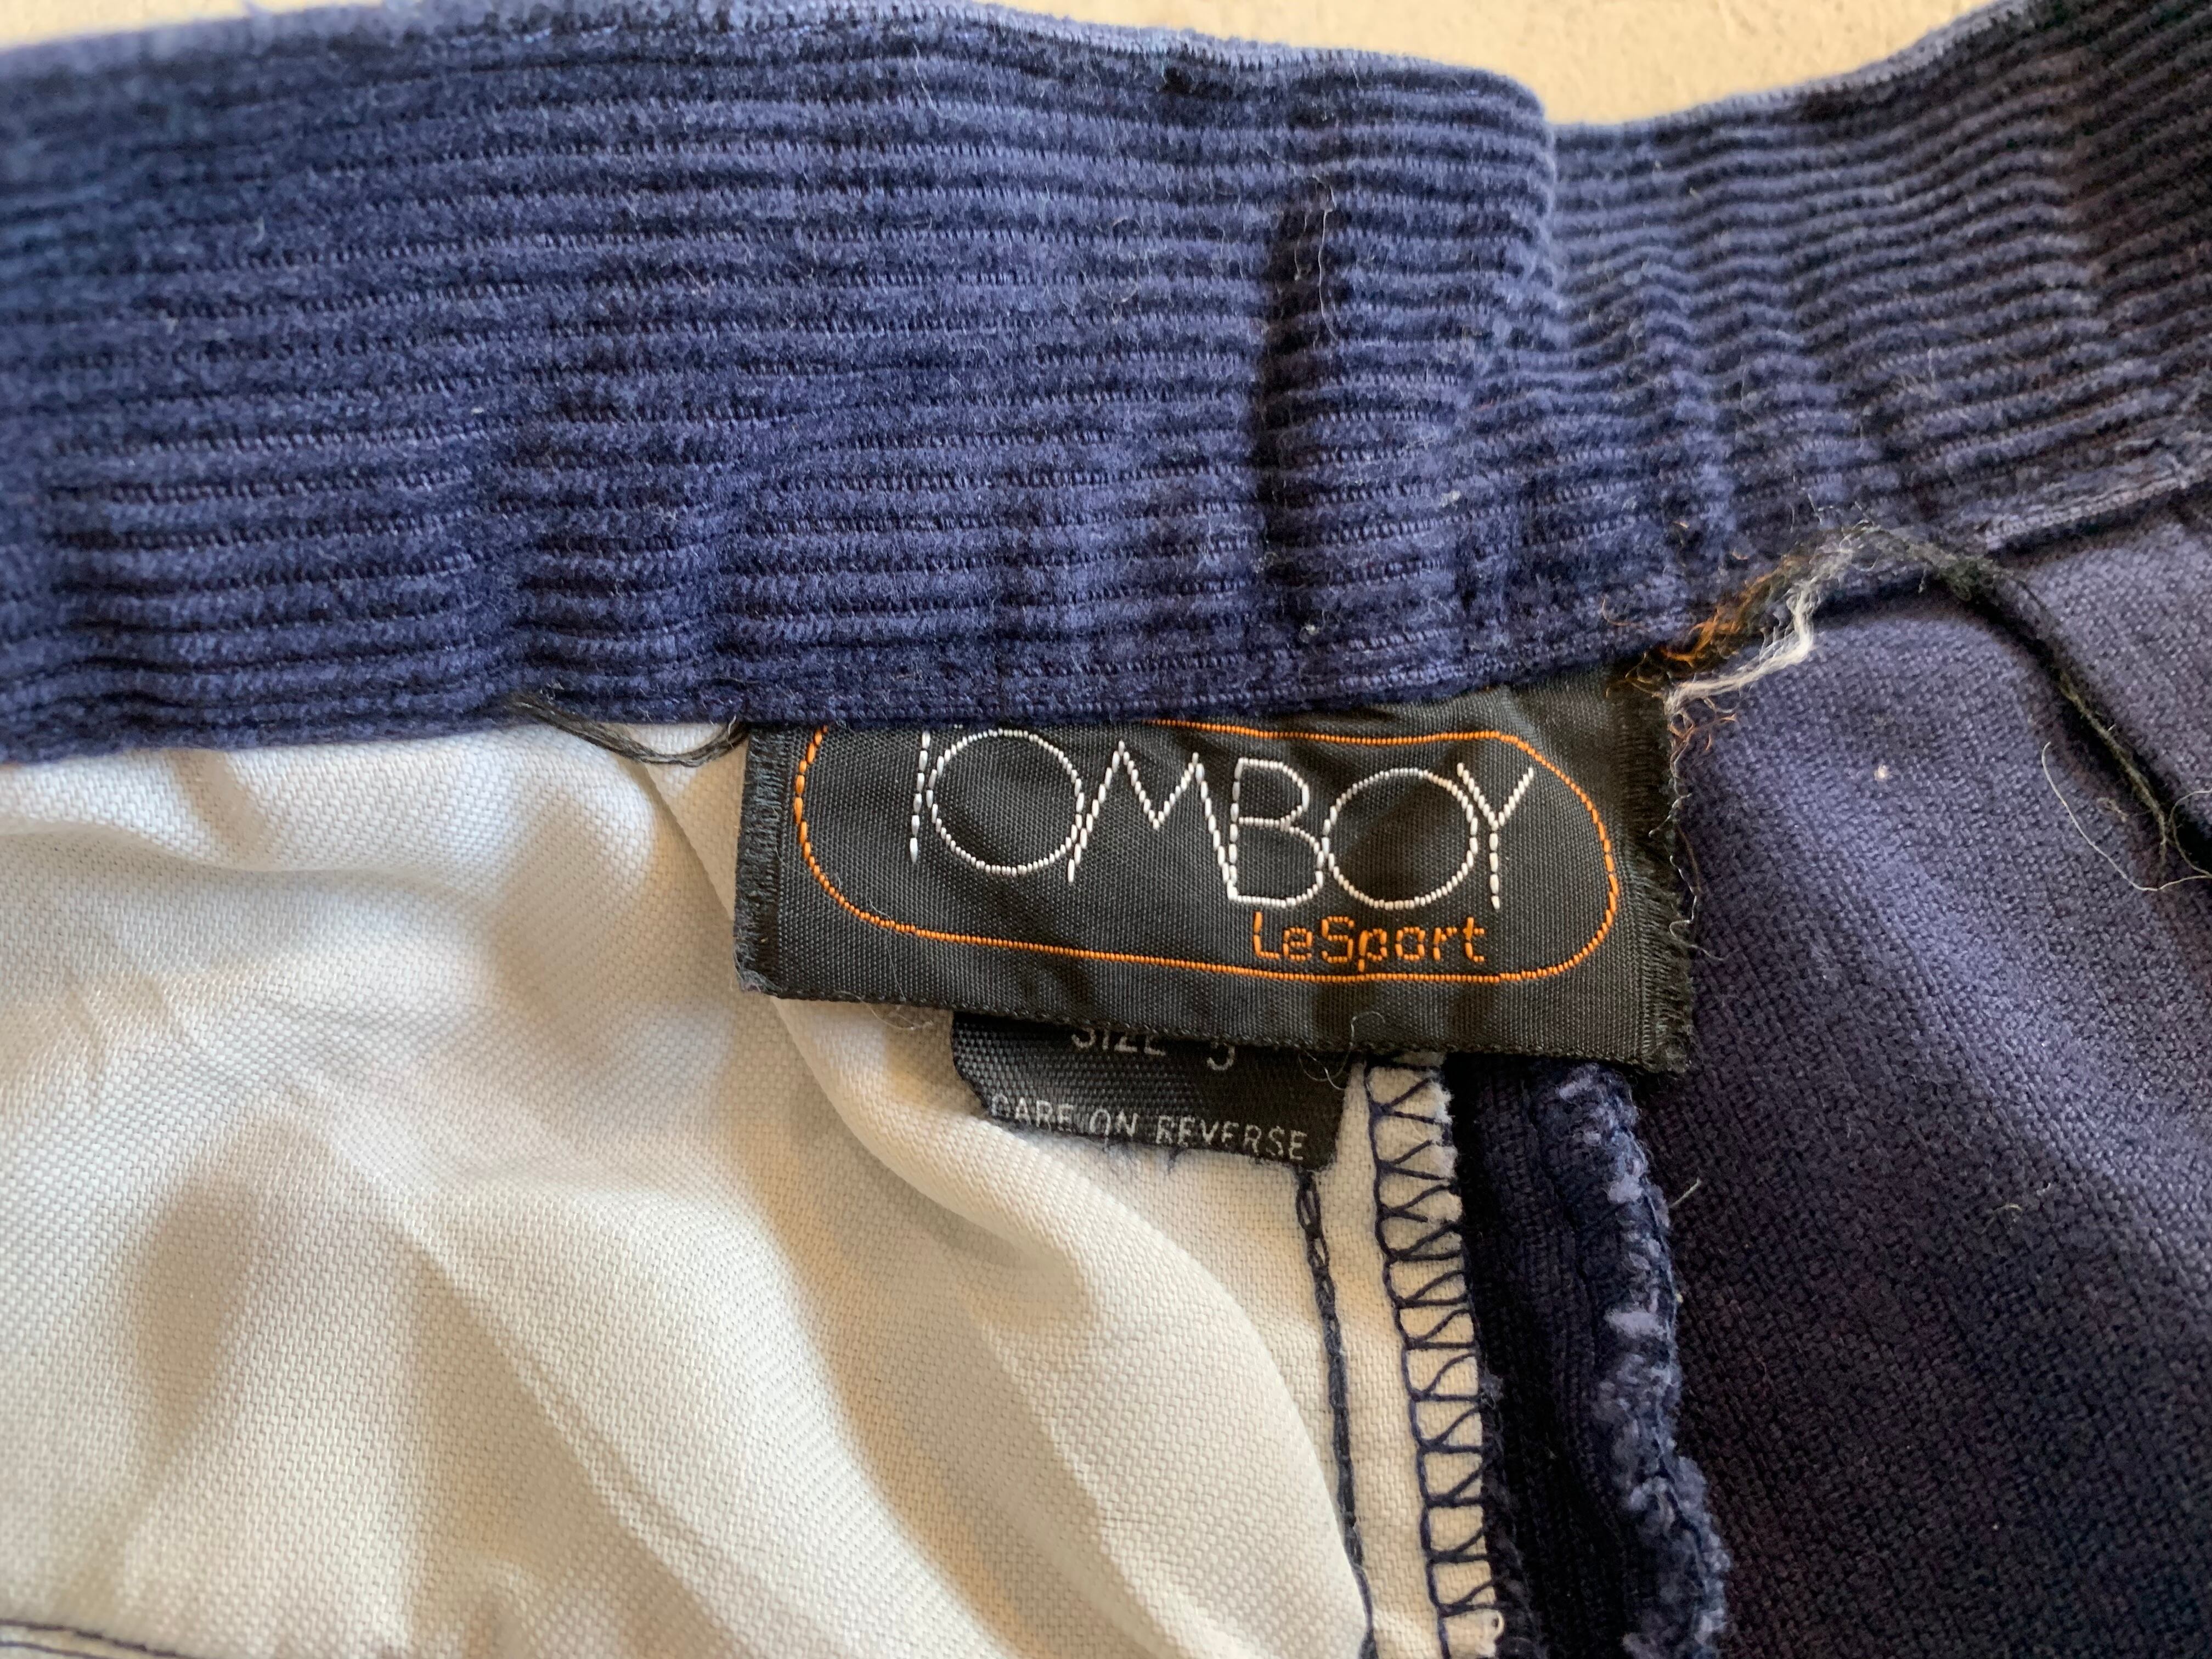 TOMBOY
LeSport
SIZE 5
CARE ON REVERSE